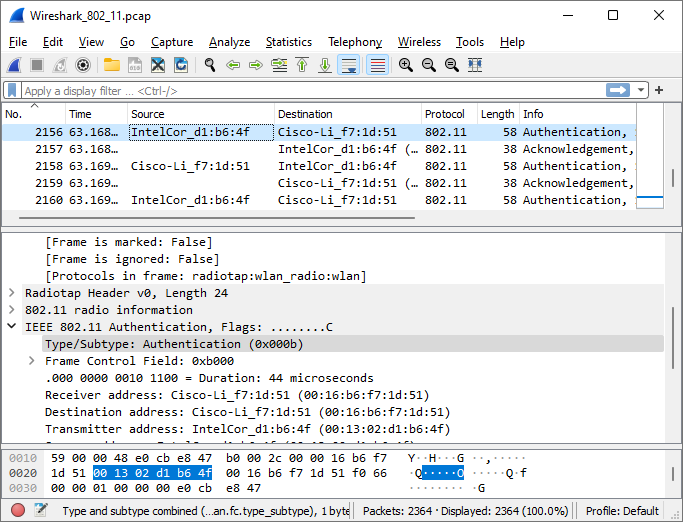 Wireshark_802_11.pcap
File Edit View Go Capture Analyze Statistics Telephony Wireless Tools Help
Apply a display filter ... <Ctrl-/>
No. Time Source Destination Protocol Length Info
2156 63.168… IntelCor_d1:b6:4f Cisco-Li_f7:1d:51 802.11 58 Authentication,
2157 63.168… IntelCor_d1:b6:4f (… 802.11 38 Acknowledgement,
2158 63.169… Cisco-Li_f7:1d:51 IntelCor_d1:b6:4f 802.11 58 Authentication,
2159 63.169… Cisco-Li_f7:1d:51 (… 802.11 38 Acknowledgement,
2160 63.169… IntelCor_d1:b6:4f Cisco-Li_f7:1d:51 802.11 58 Authentication,
[Frame is marked: False]
[Frame is ignored: False]
[Protocols in frame: radiotap:wlan_radio:wlan]
Radiotap Header v0, Length 24
802.11 radio information
IEEE 802.11 Authentication, Flags: ........C
Type/Subtype: Authentication (0x000b)
Frame Control Field: 0xb000
.000 0000 0010 1100 = Duration: 44 microseconds
Receiver address: Cisco-Li_f7:1d:51 (00:16:b6:f7:1d:51)
Destination address: Cisco-Li_f7:1d:51 (00:16:b6:f7:1d:51)
Transmitter address: IntelCor_d1:b6:4f (00:13:02:d1:b6:4f)
0010 59 00 00 48 e0 cb e8 47 b0 00 2c 00 00 16 b6 f7 Y··H···G ··,·····
0020 1d 51 00 13 02 d1 b6 4f 00 16 b6 f7 1d 51 f0 66 ·Q·····O ·····Q·f
0030 00 00 01 00 00 00 e0 cb e8 47 ········ ·G
Type and subtype combined (…an.fc.type_subtype), 1 byte Packets: 2364 · Displayed: 2364 (100.0%) Profile: Default